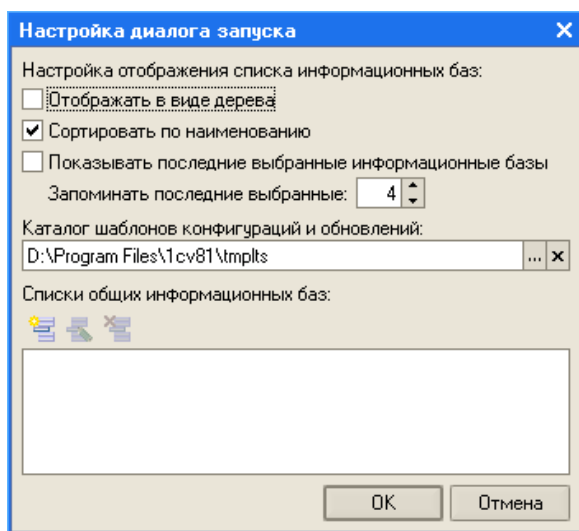 Настройка диалога запуска
Настройка отображения списка информационных баз:
Отображать в виде дерева
Сортировать по наименованию
Показывать последние выбранные информационные базы
Запоминать последние выбранные: 4
Каталог шаблонов конфигураций и обновлений:
D:\Program Files\1cv81\tmplts ...
Списки общих информационных баз:
OK Отмена